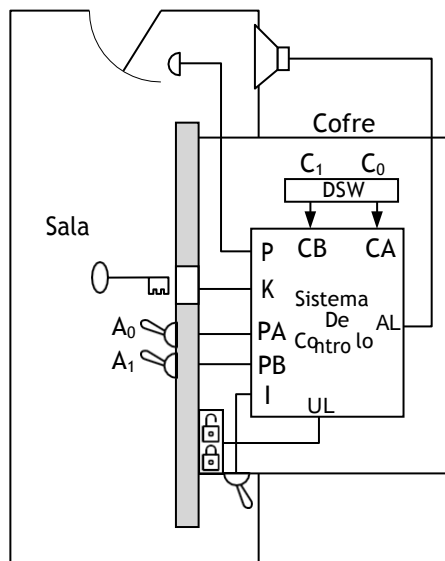 Cofre
C₁ C₀
DSW
Sala
P CB CA
K
Sistema
De
Controlo
AL
A₀
PA
A₁
PB
I
UL